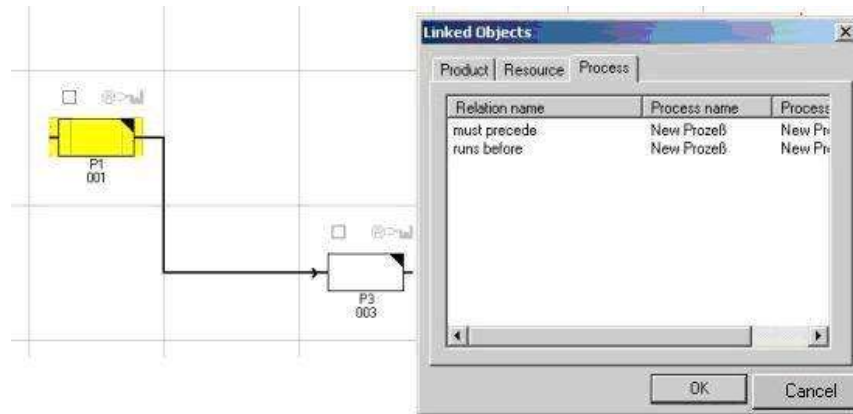 Linked Objects
Product Resource Process
Relation name Process name Process
must precede New Prozeß New Pr
runs before New Prozeß New Pr
P1
001
P3
003
OK Cancel